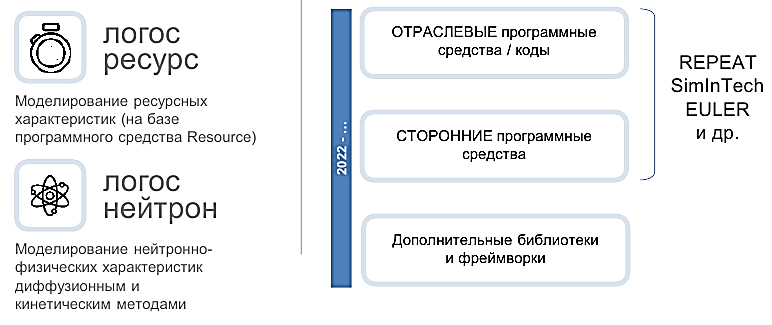 логос
ресурс
Моделирование ресурсных
характеристик (на базе
программного средства Resource)
логос
нейтрон
Моделирование нейтронно-
физических характеристик
диффузионным и
кинетическим методами
2022 - ...
ОТРАСЛЕВЫЕ программные
средства / коды
СТОРОННИЕ программные
средства
Дополнительные библиотеки
и фреймворки
REPEAT
SimInTech
EULER
и др.